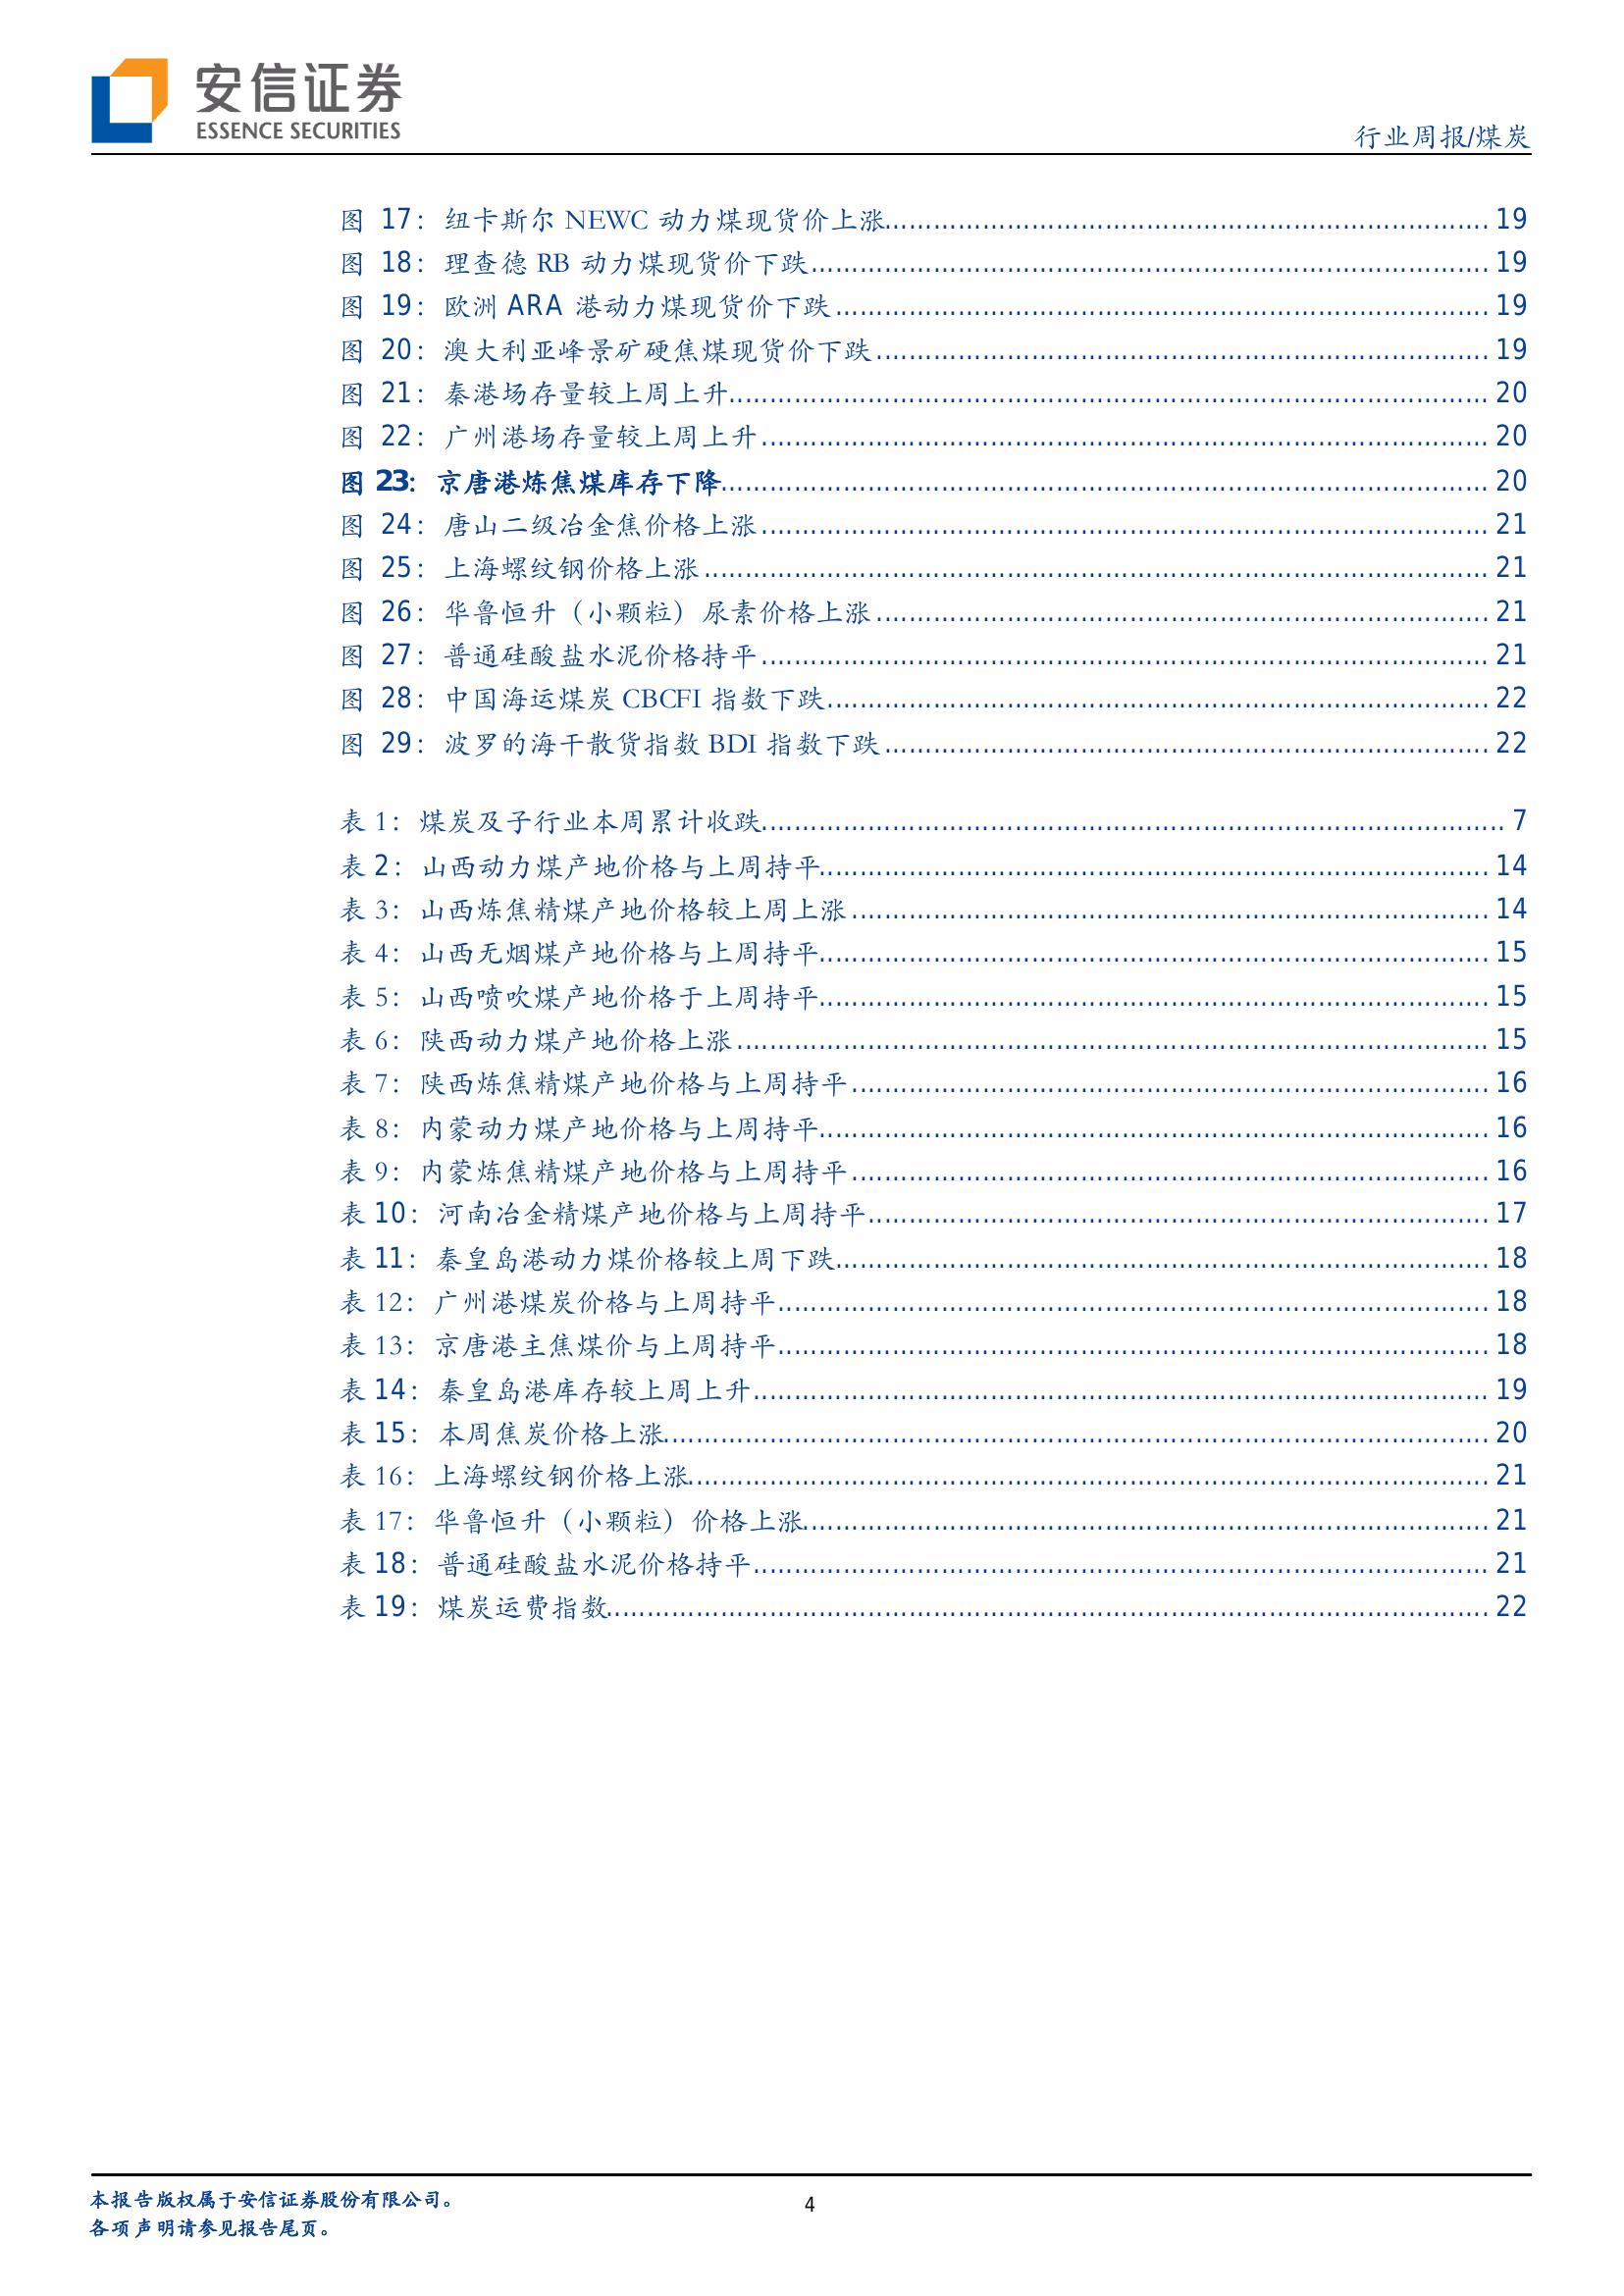 安信证券
ESSENCE SECURITIES
行业周报/煤炭
图 17：纽卡斯尔 NEWC 动力煤现货价上涨 19
图 18：理查德 RB 动力煤现货价下跌 19
图 19：欧洲 ARA 港动力煤现货价下跌 19
图 20：澳大利亚峰景矿硬焦煤现货价下跌 19
图 21：秦港场存量较上周上升 20
图 22：广州港场存量较上周上升 20
图 23：京唐港炼焦煤库存下降 20
图 24：唐山二级冶金焦价格上涨 21
图 25：上海螺纹钢价格上涨 21
图 26：华鲁恒升（小颗粒）尿素价格上涨 21
图 27：普通硅酸盐水泥价格持平 21
图 28：中国海运煤炭 CBCFI 指数下跌 22
图 29：波罗的海干散货指数 BDI 指数下跌 22
表 1：煤炭及子行业本周累计收跌 7
表 2：山西动力煤产地价格与上周持平 14
表 3：山西炼焦精煤产地价格较上周上涨 14
表 4：山西无烟煤产地价格与上周持平 15
表 5：山西喷吹煤产地价格于上周持平 15
表 6：陕西动力煤产地价格上涨 15
表 7：陕西炼焦精煤产地价格与上周持平 16
表 8：内蒙动力煤产地价格与上周持平 16
表 9：内蒙炼焦精煤产地价格与上周持平 16
表 10：河南冶金精煤产地价格与上周持平 17
表 11：秦皇岛港动力煤价格较上周下跌 18
表 12：广州港煤炭价格与上周持平 18
表 13：京唐港主焦煤价与上周持平 18
表 14：秦皇岛港库存较上周上升 19
表 15：本周焦炭价格上涨 20
表 16：上海螺纹钢价格上涨 21
表 17：华鲁恒升（小颗粒）价格上涨 21
表 18：普通硅酸盐水泥价格持平 21
表 19：煤炭运费指数 22
本报告版权属于安信证券股份有限公司。
各项声明请参见报告尾页。
4